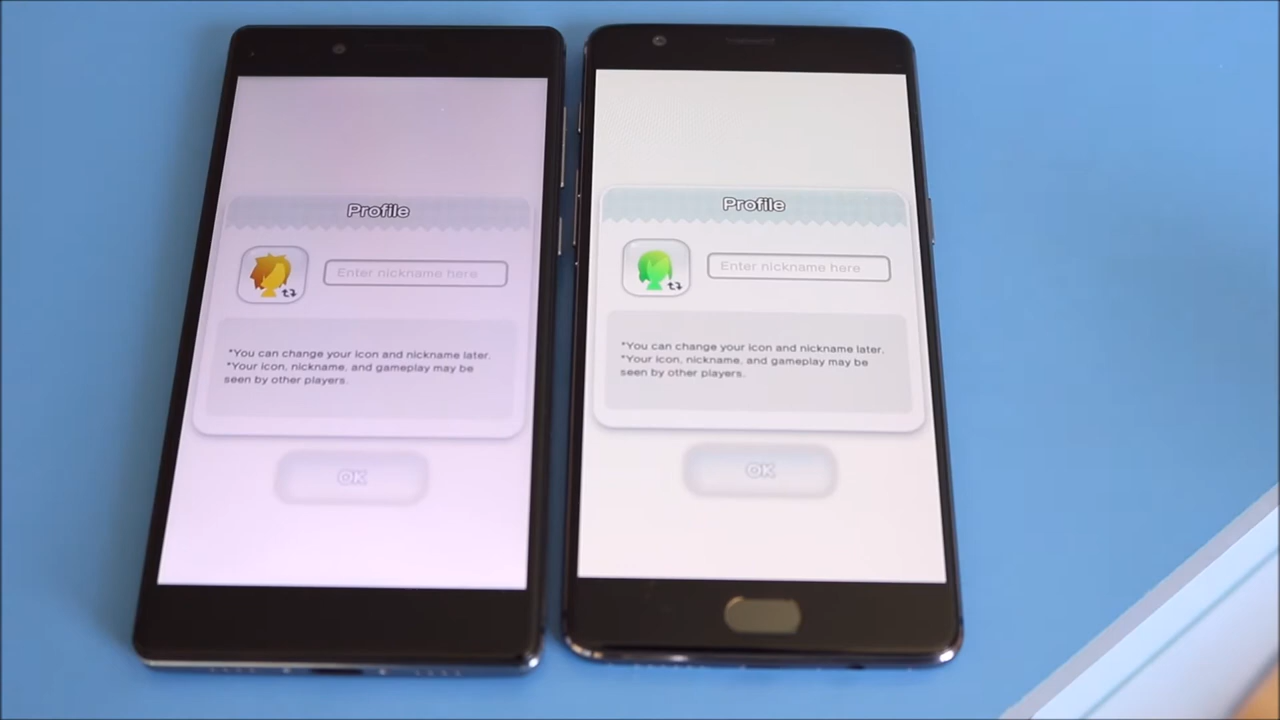 Profile
Enter nickname here
*You can change your icon and nickname later.
*Your icon, nickname, and gameplay may be
seen by other players.
OK
Profile
Enter nickname here
*You can change your icon and nickname later.
*Your icon, nickname, and gameplay may be
seen by other players.
OK